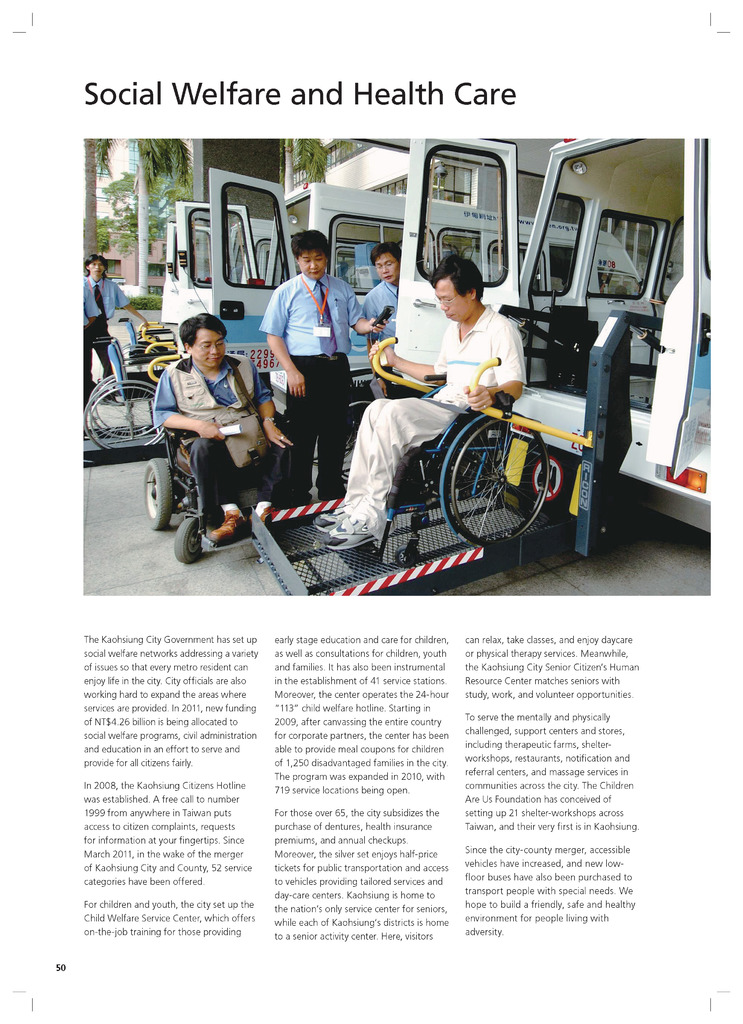 Social Welfare and Health Care
2299
RICON
The Kaohsiung City Government has set up
social welfare networks addressing a variety
of issues so that every metro resident can
enjoy life in the city. City officials are also
working hard to expand the areas where
services are provided. In 2011, new funding
of NT$4.26 billion is being allocated to
social welfare programs, civil administration
and education in an effort to serve and
provide for all citizens fairly.
In 2008, the Kaohsiung Citizens Hotline
was established. A free call to number
1999 from anywhere in Taiwan puts
access to citizen complaints, requests
for information at your fingertips. Since
March 2011, in the wake of the merger
of Kaohsiung City and County, 52 service
categories have been offered.
For children and youth, the city set up the
Child Welfare Service Center, which offers
on-the-job training for those providing
early stage education and care for children,
as well as consultations for children, youth
and families. It has also been instrumental
in the establishment of 41 service stations.
Moreover, the center operates the 24-hour
"113" child welfare hotline. Starting in
2009, after canvassing the entire country
for corporate partners, the center has been
able to provide meal coupons for children
of 1,250 disadvantaged families in the city.
The program was expanded in 2010, with
719 service locations being open.
For those over 65, the city subsidizes the
purchase of dentures, health insurance
premiums, and annual checkups.
Moreover, the silver set enjoys half-price
tickets for public transportation and access
to vehicles providing tailored services and
day-care centers. Kaohsiung is home to
the nation's only service center for seniors,
while each of Kaohsiung's districts is home
to a senior activity center. Here, visitors
can relax, take classes, and enjoy daycare
or physical therapy services. Meanwhile,
the Kaohsiung City Senior Citizen's Human
Resource Center matches seniors with
study, work, and volunteer opportunities.
To serve the mentally and physically
challenged, support centers and stores,
including therapeutic farms, shelter-
workshops, restaurants, notification and
referral centers, and massage services in
communities across the city. The Children
Are Us Foundation has conceived of
setting up 21 shelter-workshops across
Taiwan, and their very first is in Kaohsiung.
Since the city-county merger, accessible
vehicles have increased, and new low-
floor buses have also been purchased to
transport people with special needs. We
hope to build a friendly, safe and healthy
environment for people living with
adversity.
50